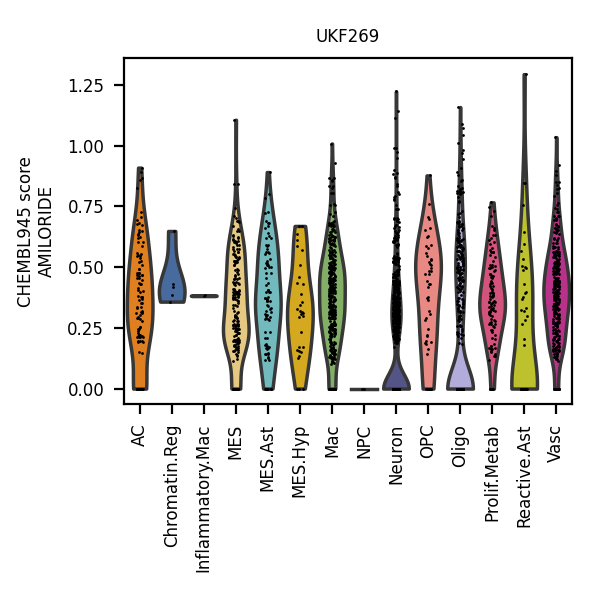 UKF269
CHEMBL945 score
AMILORIDE
1.25
1.00
0.75
0.50
0.25
0.00
AC
Chromatin.Reg
Inflammatory.Mac
MES
MES.Ast
MES.Hyp
Mac
NPC
Neuron
OPC
Oligo
Prolif.Metab
Reactive.Ast
Vasc